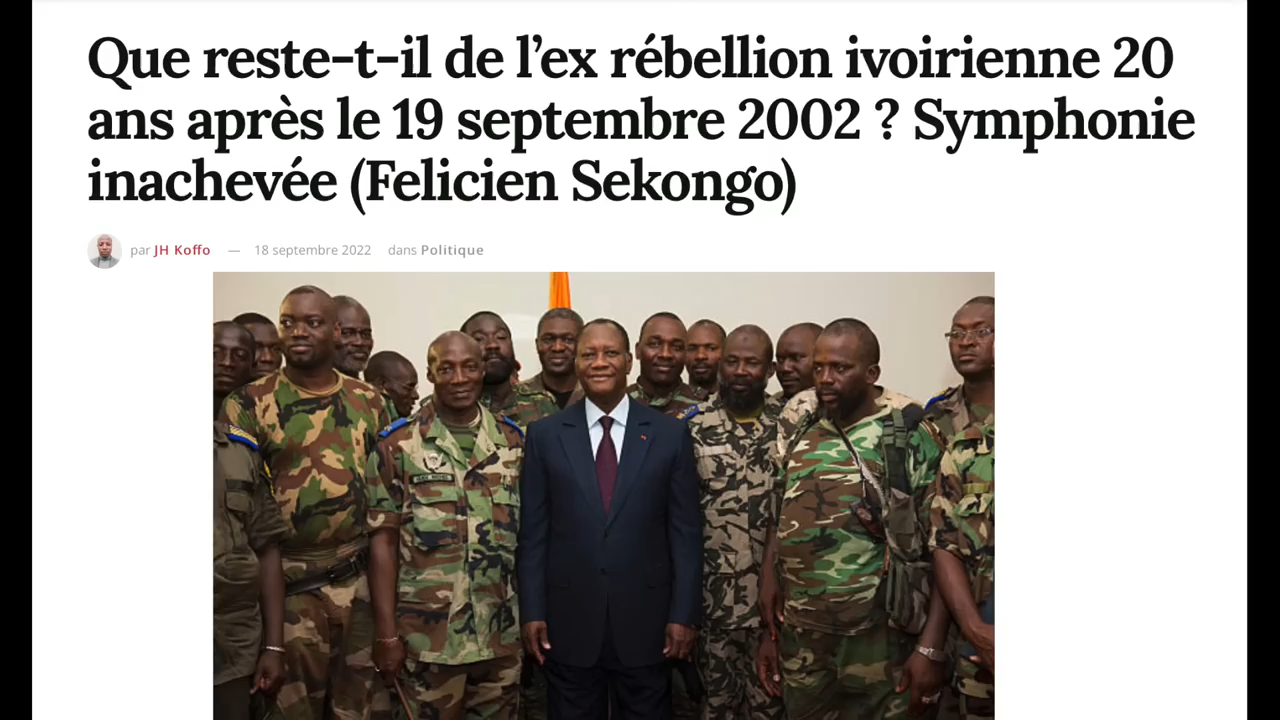 Que reste-t-il de l’ex rébellion ivoirienne 20
ans après le 19 septembre 2002 ? Symphonie
inachevée (Felicien Sekongo)
par JH Koffo — 18 septembre 2022 dans Politique